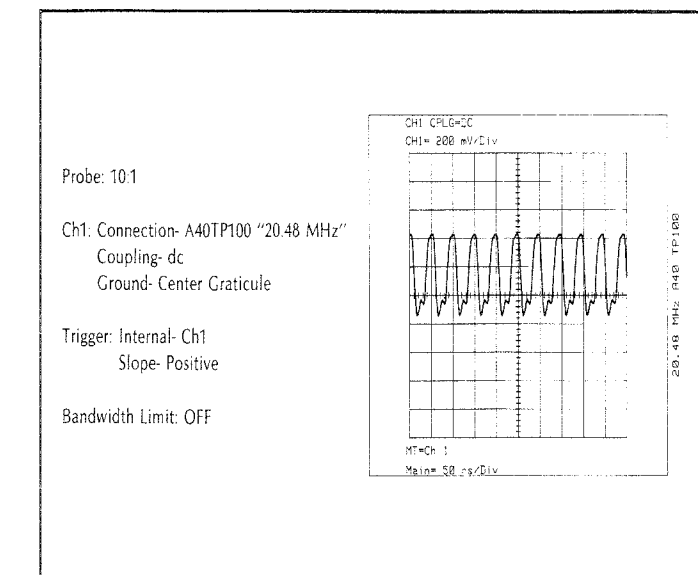 Probe: 10:1
Ch1: Connection- A40TP100 “20.48 MHz”
Coupling- dc
Ground- Center Graticule
Trigger: Internal- Ch1
Slope- Positive
Bandwidth Limit: OFF
CH1 CPLG=DC
CH1= 200 mV/Div
MT=Ch 1
Main= 50 ns/Div
20.48 MHz A40 TP100